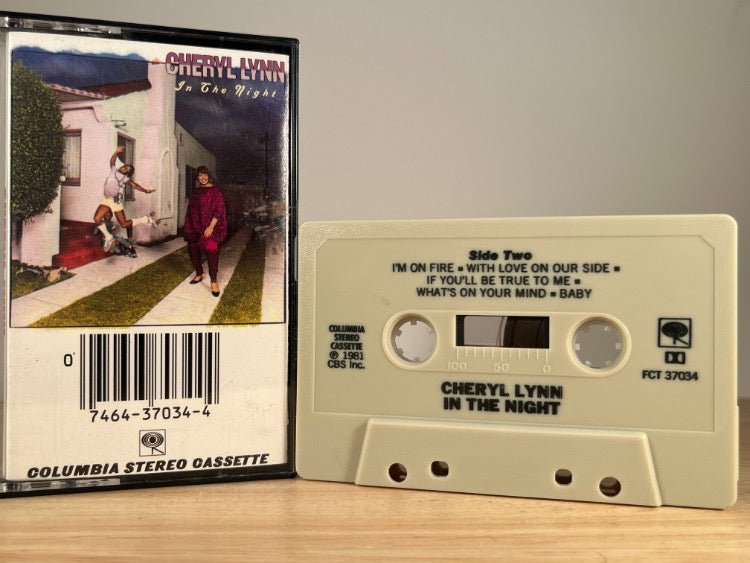 CHERYL LYNN
In The Night
0
7464-37034-4
COLUMBIA STEREO CASSETTE
Side Two
I'M ON FIRE ▪ WITH LOVE ON OUR SIDE ▪
IF YOU'LL BE TRUE TO ME ▪
WHAT'S ON YOUR MIND ▪ BABY
COLUMBIA
STEREO
CASSETTE
℗ 1981
CBS Inc.
100 50 0
FCT 37034
CHERYL LYNN
IN THE NIGHT